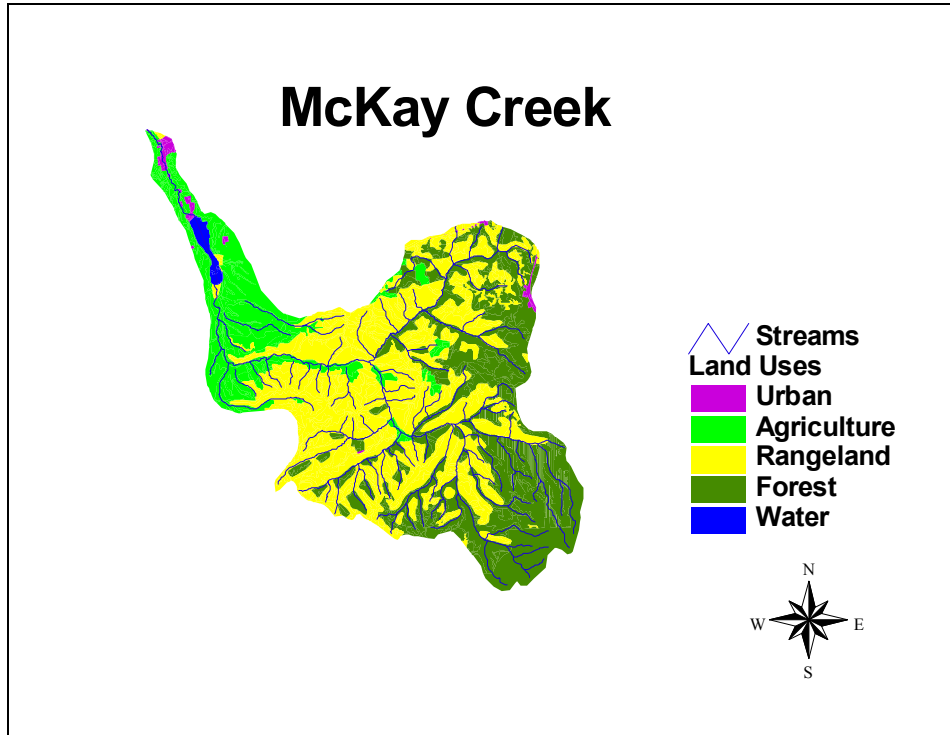 McKay Creek
Streams
Land Uses
Urban
Agriculture
Rangeland
Forest
Water
N
W
E
S